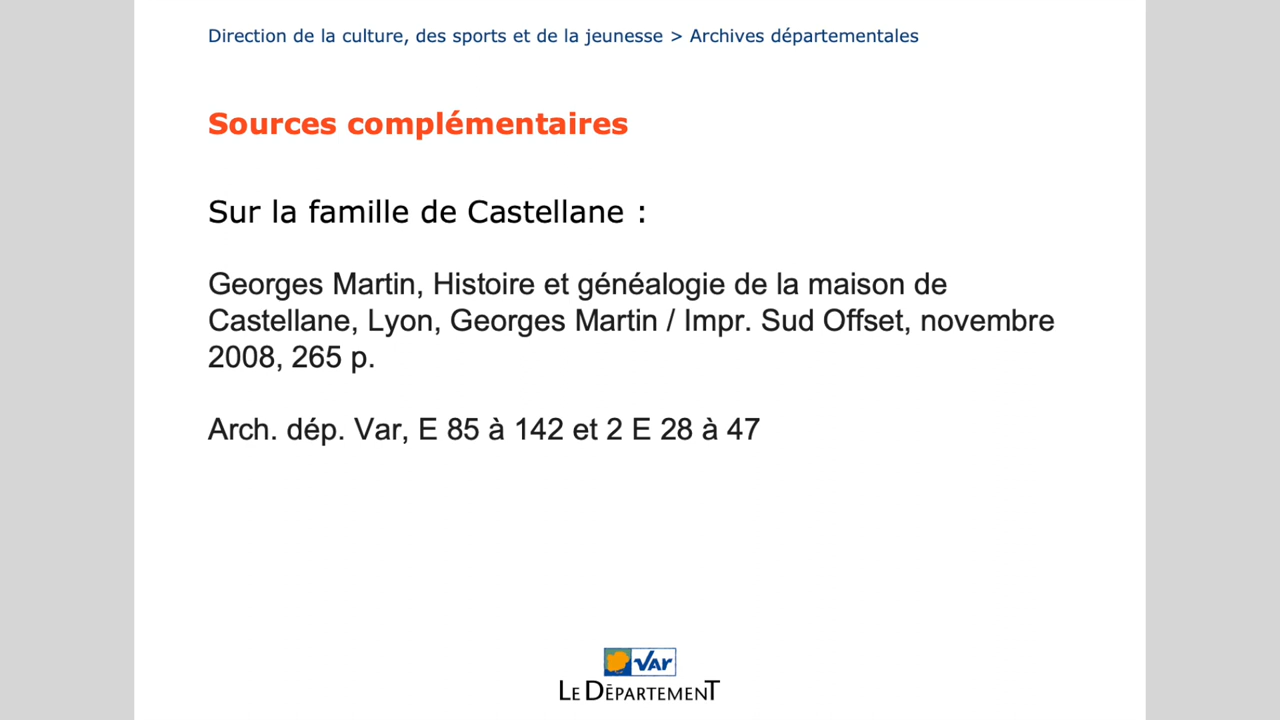 Direction de la culture, des sports et de la jeunesse > Archives départementales
Sources complémentaires
Sur la famille de Castellane :
Georges Martin, Histoire et généalogie de la maison de
Castellane, Lyon, Georges Martin / Impr. Sud Offset, novembre
2008, 265 p.
Arch. dép. Var, E 85 à 142 et 2 E 28 à 47
VAr
LE DÉPARTEMENT